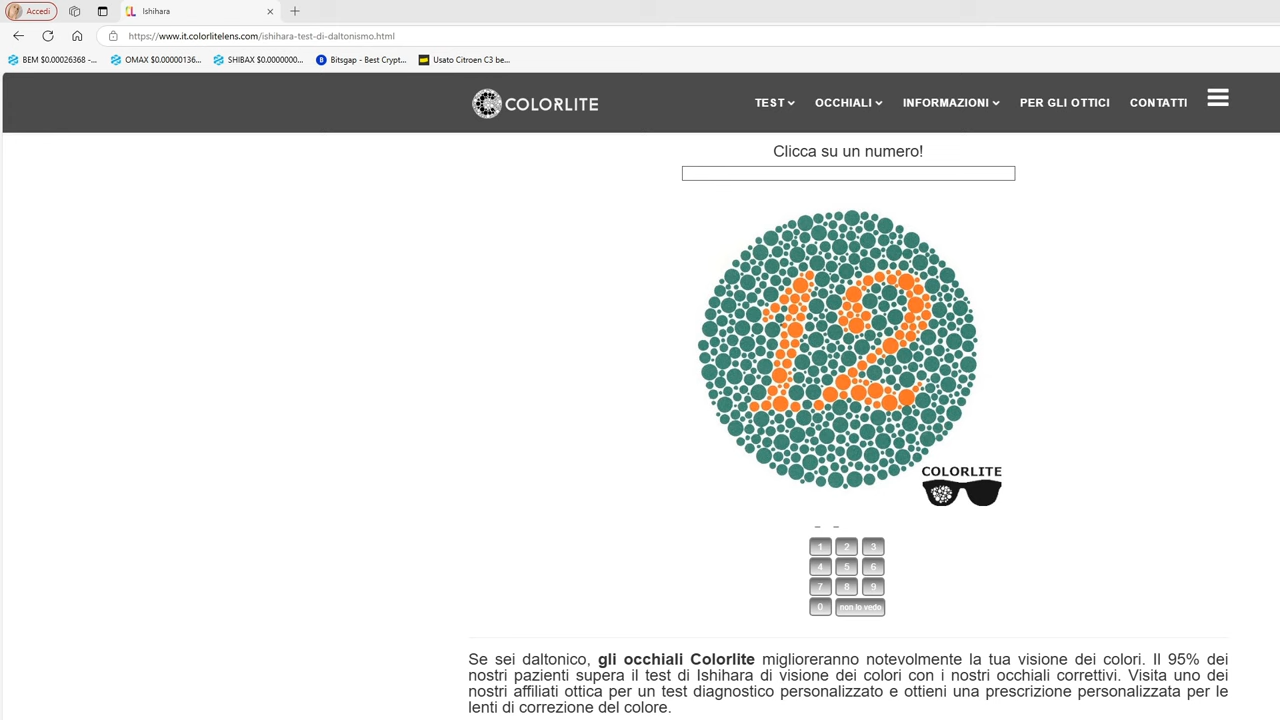 Accedi
Ishihara
https://www.it.colorlitelens.com/ishihara-test-di-daltonismo.html
BEM $0.00026368 -...
OMAX $0.00000136...
SHIBAX $0.0000000...
Bitsgap - Best Crypt...
Usato Citroen C3 be...
COLORLITE
TEST
OCCHIALI
INFORMAZIONI
PER GLI OTTICI
CONTATTI
Clicca su un numero!
12
COLORLITE
_ _
1 2 3
4 5 6
7 8 9
0 non lo vedo
Se sei daltonico, gli occhiali Colorlite miglioreranno notevolmente la tua visione dei colori. Il 95% dei
nostri pazienti supera il test di Ishihara di visione dei colori con i nostri occhiali correttivi. Visita uno dei
nostri affiliati ottica per un test diagnostico personalizzato e ottieni una prescrizione personalizzata per le
lenti di correzione del colore.